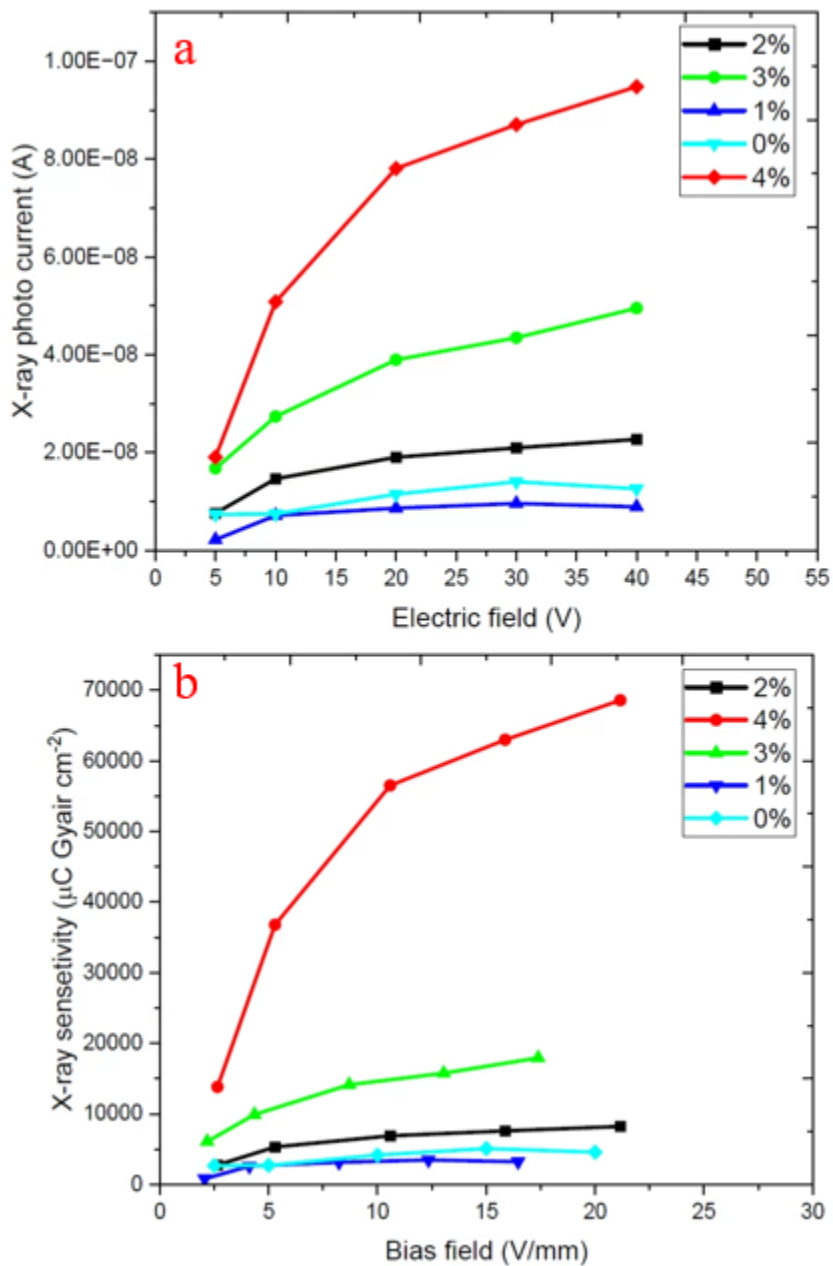 a
2%
3%
1%
0%
4%
1.00E−07
8.00E−08
6.00E−08
4.00E−08
2.00E−08
0.00E+00
X-ray photo current (A)
0 5 10 15 20 25 30 35 40 45 50 55
Electric field (V)
b
2%
4%
3%
1%
0%
70000
60000
50000
40000
30000
20000
10000
0
X-ray sensetivity (μC Gyair cm-2)
0 5 10 15 20 25 30
Bias field (V/mm)